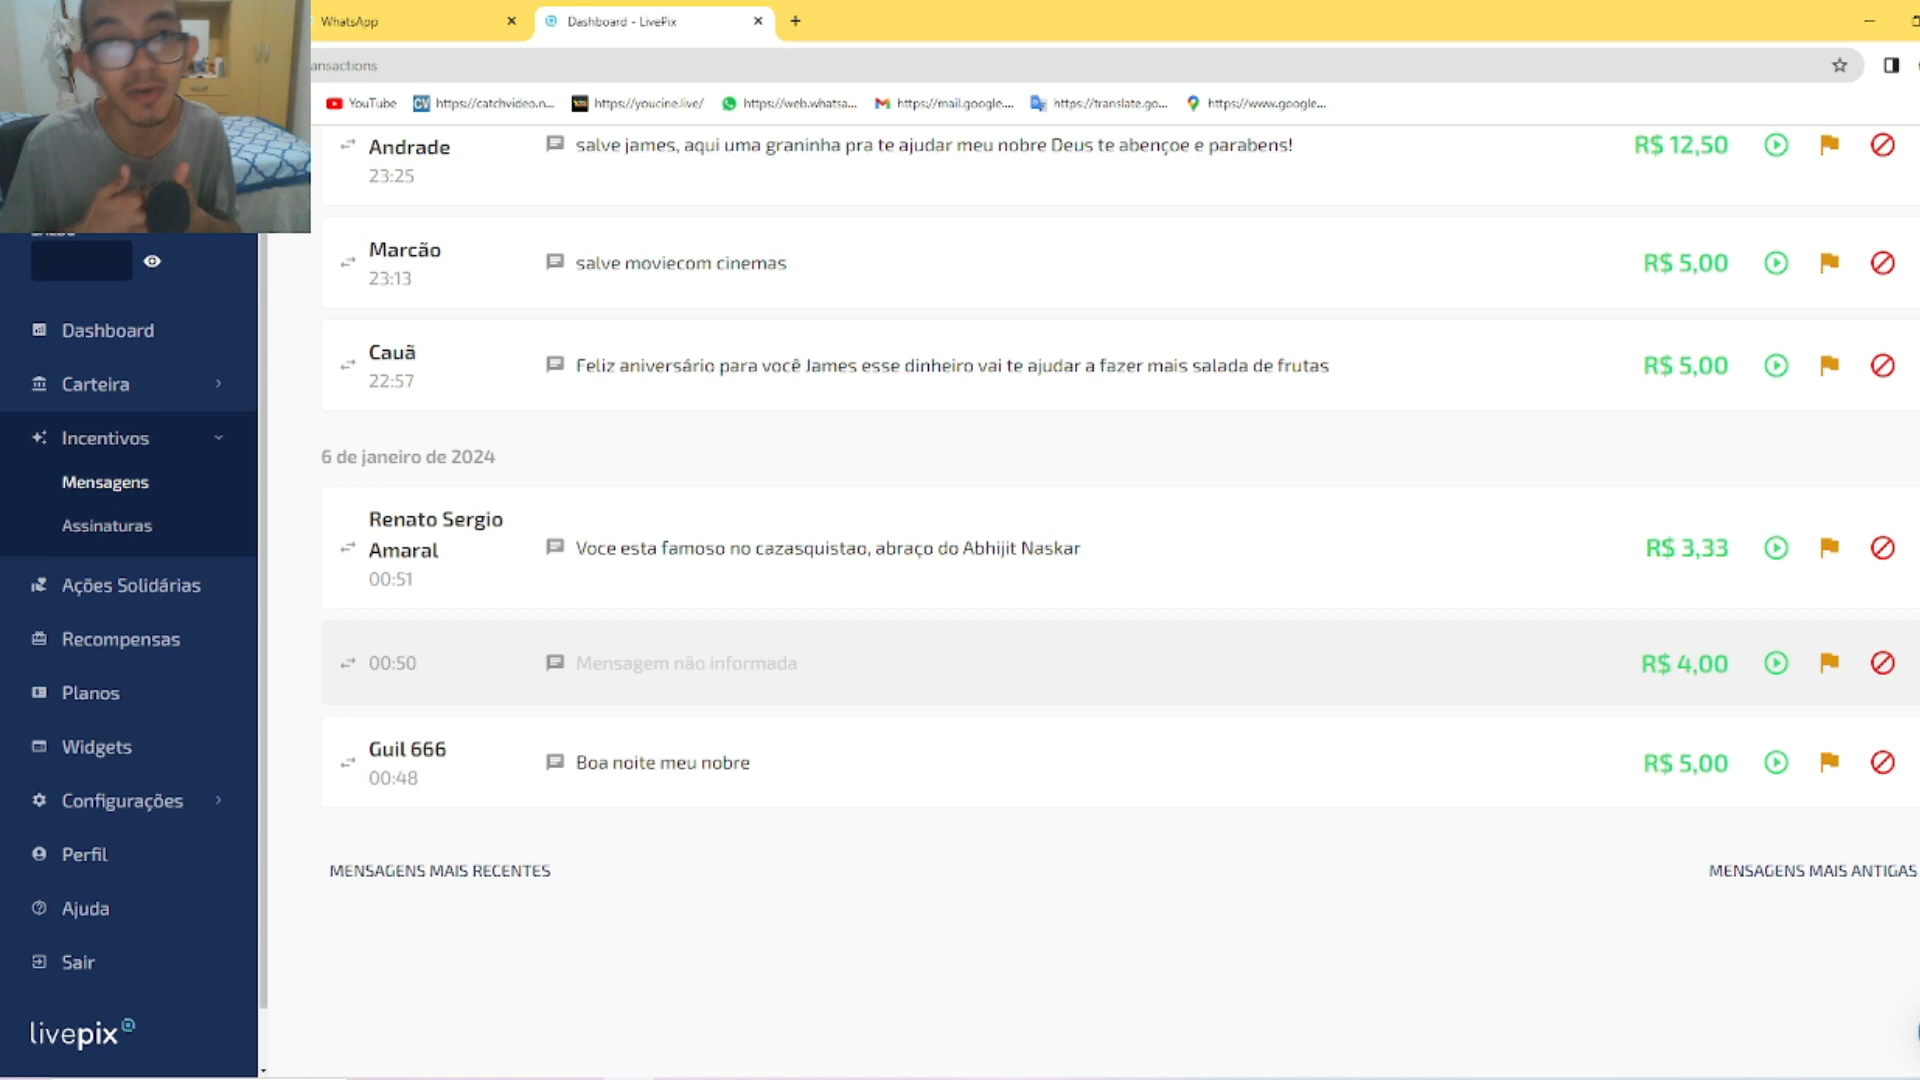 WhatsApp
Dashboard - LivePix
ansactions
YouTube
https://catchvideo.n...
https://youcine.live/
https://web.whatsa...
https://mail.google....
https://translate.go...
https://www.google...
Andrade
23:25
salve james, aqui uma graninha pra te ajudar meu nobre Deus te abençoe e parabens!
R$ 12,50
Marcão
23:13
salve moviecom cinemas
R$ 5,00
Cauã
22:57
Feliz aniversário para você James esse dinheiro vai te ajudar a fazer mais salada de frutas
R$ 5,00
6 de janeiro de 2024
Renato Sergio
Amaral
00:51
Voce esta famoso no cazasquistao, abraço do Abhijit Naskar
R$ 3,33
00:50
Mensagem não informada
R$ 4,00
Guil 666
00:48
Boa noite meu nobre
R$ 5,00
MENSAGENS MAIS RECENTES
MENSAGENS MAIS ANTIGAS
Dashboard
Carteira
Incentivos
Mensagens
Assinaturas
Ações Solidárias
Recompensas
Planos
Widgets
Configurações
Perfil
Ajuda
Sair
livepix